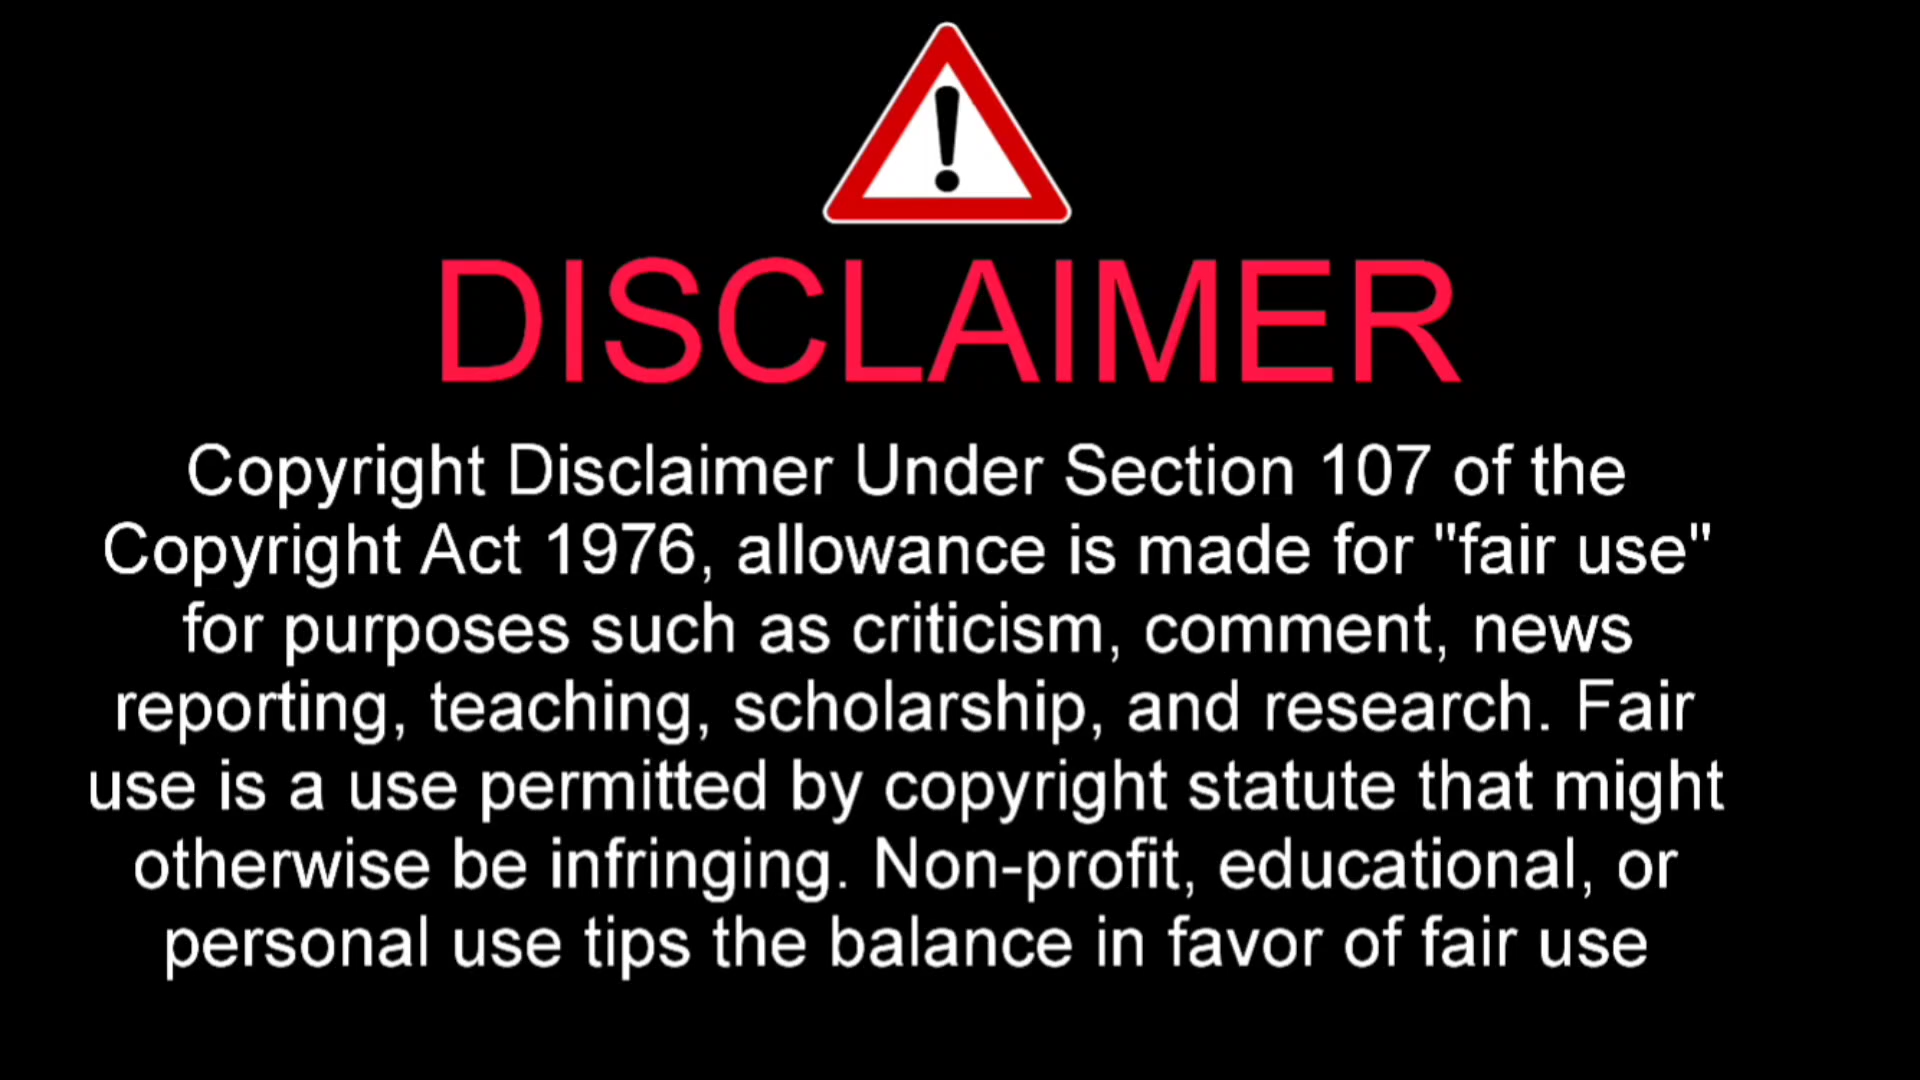 DISCLAIMER
Copyright Disclaimer Under Section 107 of the
Copyright Act 1976, allowance is made for "fair use"
for purposes such as criticism, comment, news
reporting, teaching, scholarship, and research. Fair
use is a use permitted by copyright statute that might
otherwise be infringing. Non-profit, educational, or
personal use tips the balance in favor of fair use